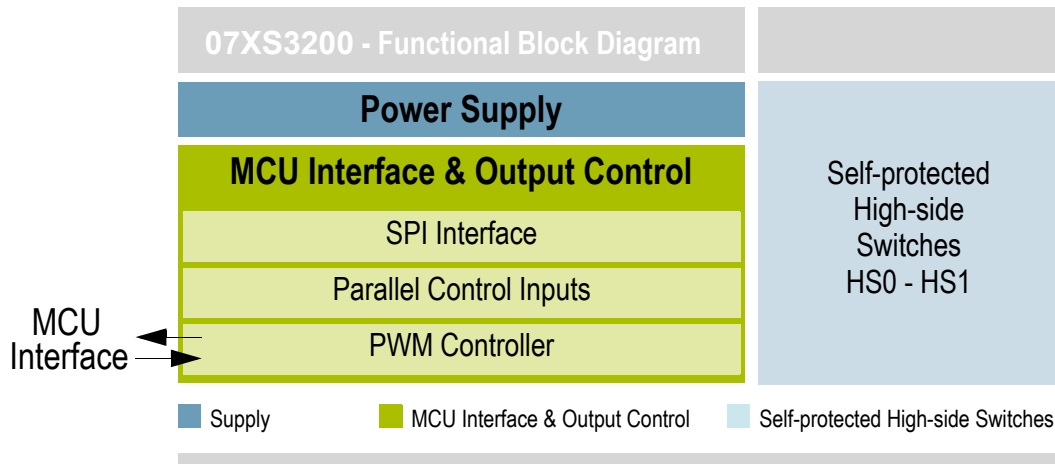 07XS3200 - Functional Block Diagram
Power Supply
MCU Interface & Output Control
SPI Interface
Parallel Control Inputs
PWM Controller
Self-protected
High-side
Switches
HS0 - HS1
MCU
Interface
Supply
MCU Interface & Output Control
Self-protected High-side Switches